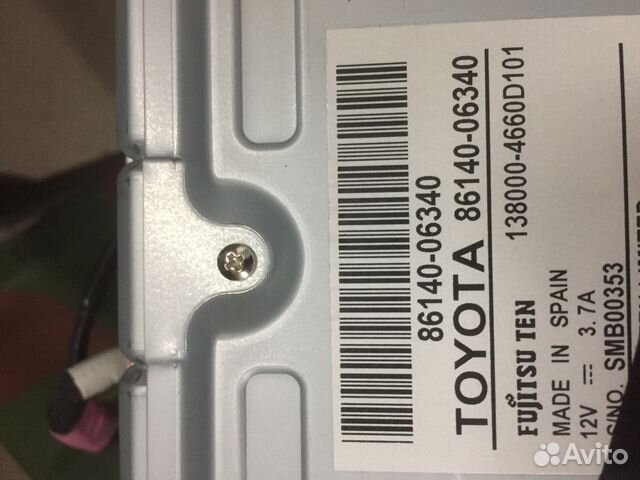 86140-06340
TOYOTA 86140-06340
138000-4660D101
FUJITSU TEN
MADE IN SPAIN
12V 3.7A
S/NO. SMB00353
Avito